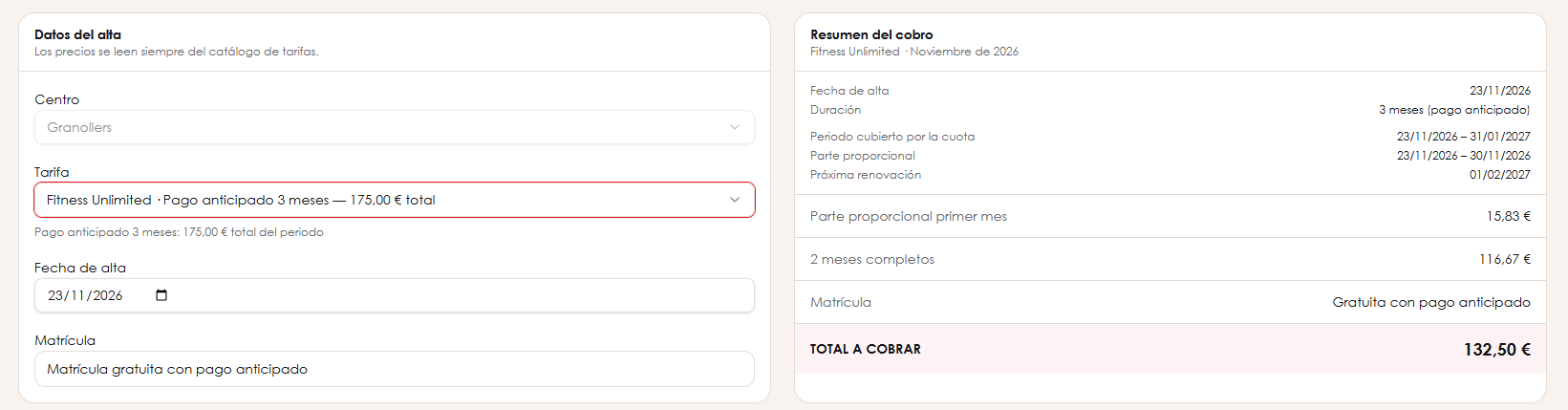 Datos del alta
Los precios se leen siempre del catálogo de tarifas.
Centro
Granollers
Tarifa
Fitness Unlimited · Pago anticipado 3 meses — 175,00 € total
Pago anticipado 3 meses: 175,00 € total del periodo
Fecha de alta
23/11/2026
Matrícula
Matrícula gratuita con pago anticipado
Resumen del cobro
Fitness Unlimited · Noviembre de 2026
Fecha de alta 23/11/2026
Duración 3 meses (pago anticipado)
Periodo cubierto por la cuota 23/11/2026 – 31/01/2027
Parte proporcional 23/11/2026 – 30/11/2026
Próxima renovación 01/02/2027
Parte proporcional primer mes 15,83 €
2 meses completos 116,67 €
Matrícula Gratuita con pago anticipado
TOTAL A COBRAR 132,50 €